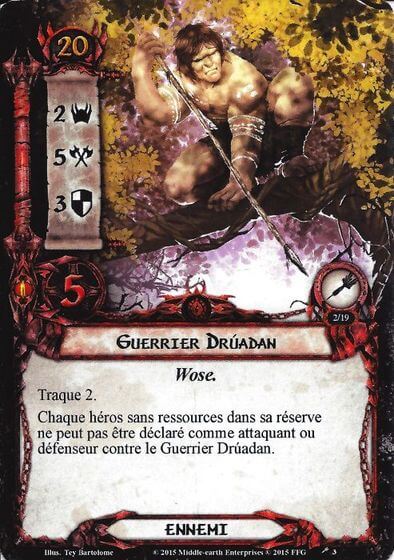 20
2
5
3
5
2/19
Guerrier Drúadan
Wose.
Traque 2.
Chaque héros sans ressources dans sa réserve
ne peut pas être déclaré comme attaquant ou
défenseur contre le Guerrier Drúadan.
ENNEMI
Illus. Tey Bartolome © 2015 Middle-earth Enterprises © 2015 FFG 3